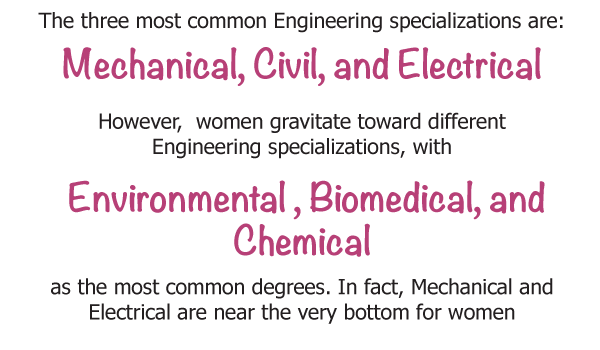 The three most common Engineering specializations are:
Mechanical, Civil, and Electrical
However,  women gravitate toward different
Engineering specializations, with
Environmental , Biomedical, and
Chemical
as the most common degrees. In fact, Mechanical and
Electrical are near the very bottom for women